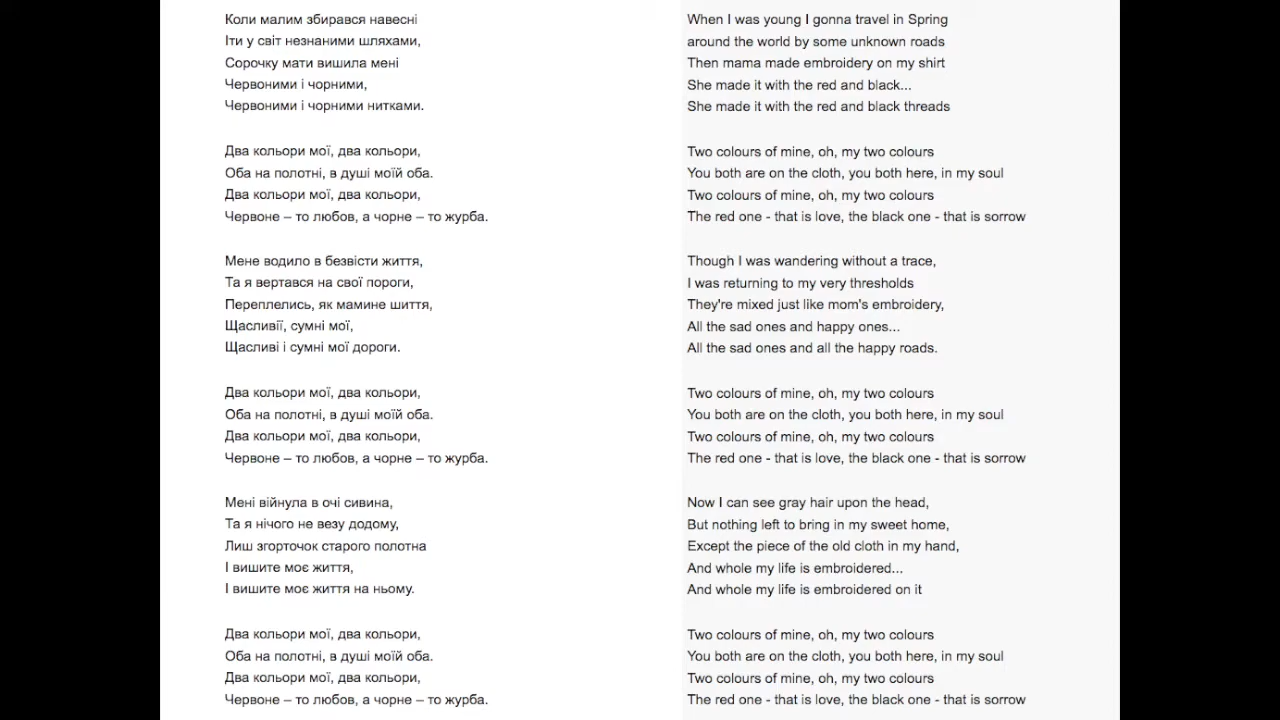 Коли малим збирався навесні
Іти у світ незнаними шляхами,
Сорочку мати вишила мені
Червоними і чорними,
Червоними і чорними нитками.
Два кольори мої, два кольори,
Оба на полотні, в душі моїй оба.
Два кольори мої, два кольори,
Червоне – то любов, а чорне – то журба.
Мене водило в безвісти життя,
Та я вертався на свої пороги,
Переплелись, як мамине шиття,
Щасливії, сумні мої,
Щасливі і сумні мої дороги.
Два кольори мої, два кольори,
Оба на полотні, в душі моїй оба.
Два кольори мої, два кольори,
Червоне – то любов, а чорне – то журба.
Мені війнула в очі сивина,
Та я нічого не везу додому,
Лиш згорточок старого полотна
І вишите моє життя,
І вишите моє життя на ньому.
Два кольори мої, два кольори,
Оба на полотні, в душі моїй оба.
Два кольори мої, два кольори,
Червоне – то любов, а чорне – то журба.
When I was young I gonna travel in Spring
around the world by some unknown roads
Then mama made embroidery on my shirt
She made it with the red and black...
She made it with the red and black threads
Two colours of mine, oh, my two colours
You both are on the cloth, you both here, in my soul
Two colours of mine, oh, my two colours
The red one - that is love, the black one - that is sorrow
Though I was wandering without a trace,
I was returning to my very thresholds
They're mixed just like mom's embroidery,
All the sad ones and happy ones...
All the sad ones and all the happy roads.
Two colours of mine, oh, my two colours
You both are on the cloth, you both here, in my soul
Two colours of mine, oh, my two colours
The red one - that is love, the black one - that is sorrow
Now I can see gray hair upon the head,
But nothing left to bring in my sweet home,
Except the piece of the old cloth in my hand,
And whole my life is embroidered...
And whole my life is embroidered on it
Two colours of mine, oh, my two colours
You both are on the cloth, you both here, in my soul
Two colours of mine, oh, my two colours
The red one - that is love, the black one - that is sorrow